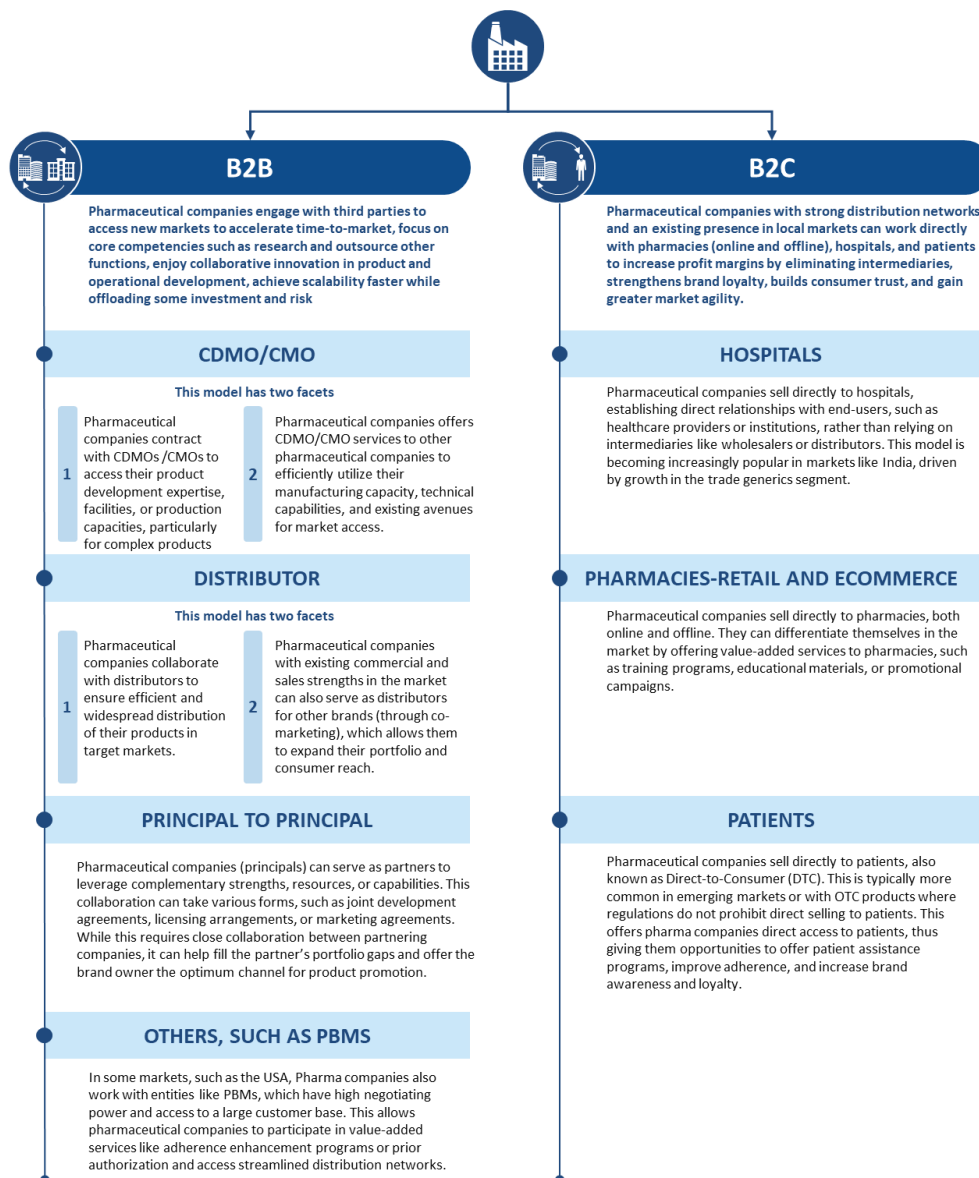 B2B
Pharmaceutical companies engage with third parties to
access new markets to accelerate time-to-market, focus on
core competencies such as research and outsource other
functions, enjoy collaborative innovation in product and
operational development, achieve scalability faster while
offloading some investment and risk
CDMO/CMO
This model has two facets
1
Pharmaceutical
companies contract
with CDMOs /CMOs to
access their product
development expertise,
facilities, or production
capacities, particularly
for complex products
2
Pharmaceutical companies offers
CDMO/CMO services to other
pharmaceutical companies to
efficiently utilize their
manufacturing capacity, technical
capabilities, and existing avenues
for market access.
DISTRIBUTOR
This model has two facets
1
Pharmaceutical
companies collaborate
with distributors to
ensure efficient and
widespread distribution
of their products in
target markets.
2
Pharmaceutical companies
with existing commercial and
sales strengths in the market
can also serve as distributors
for other brands (through co-
marketing), which allows them
to expand their portfolio and
consumer reach.
PRINCIPAL TO PRINCIPAL
Pharmaceutical companies (principals) can serve as partners to
leverage complementary strengths, resources, or capabilities. This
collaboration can take various forms, such as joint development
agreements, licensing arrangements, or marketing agreements.
While this requires close collaboration between partnering
companies, it can help fill the partner's portfolio gaps and offer the
brand owner the optimum channel for product promotion.
OTHERS, SUCH AS PBMS
In some markets, such as the USA, Pharma companies also
work with entities like PBMs, which have high negotiating
power and access to a large customer base. This allows
pharmaceutical companies to participate in value-added
services like adherence enhancement programs or prior
authorization and access streamlined distribution networks.
B2C
Pharmaceutical companies with strong distribution networks
and an existing presence in local markets can work directly
with pharmacies (online and offline), hospitals, and patients
to increase profit margins by eliminating intermediaries,
strengthens brand loyalty, builds consumer trust, and gain
greater market agility.
HOSPITALS
Pharmaceutical companies sell directly to hospitals,
establishing direct relationships with end-users, such as
healthcare providers or institutions, rather than relying on
intermediaries like wholesalers or distributors. This model is
becoming increasingly popular in markets like India, driven
by growth in the trade generics segment.
PHARMACIES-RETAIL AND ECOMMERCE
Pharmaceutical companies sell directly to pharmacies, both
online and offline. They can differentiate themselves in the
market by offering value-added services to pharmacies, such
as training programs, educational materials, or promotional
campaigns.
PATIENTS
Pharmaceutical companies sell directly to patients, also
known as Direct-to-Consumer (DTC). This is typically more
common in emerging markets or with OTC products where
regulations do not prohibit direct selling to patients. This
offers pharma companies direct access to patients, thus
giving them opportunities to offer patient assistance
programs, improve adherence, and increase brand
awareness and loyalty.